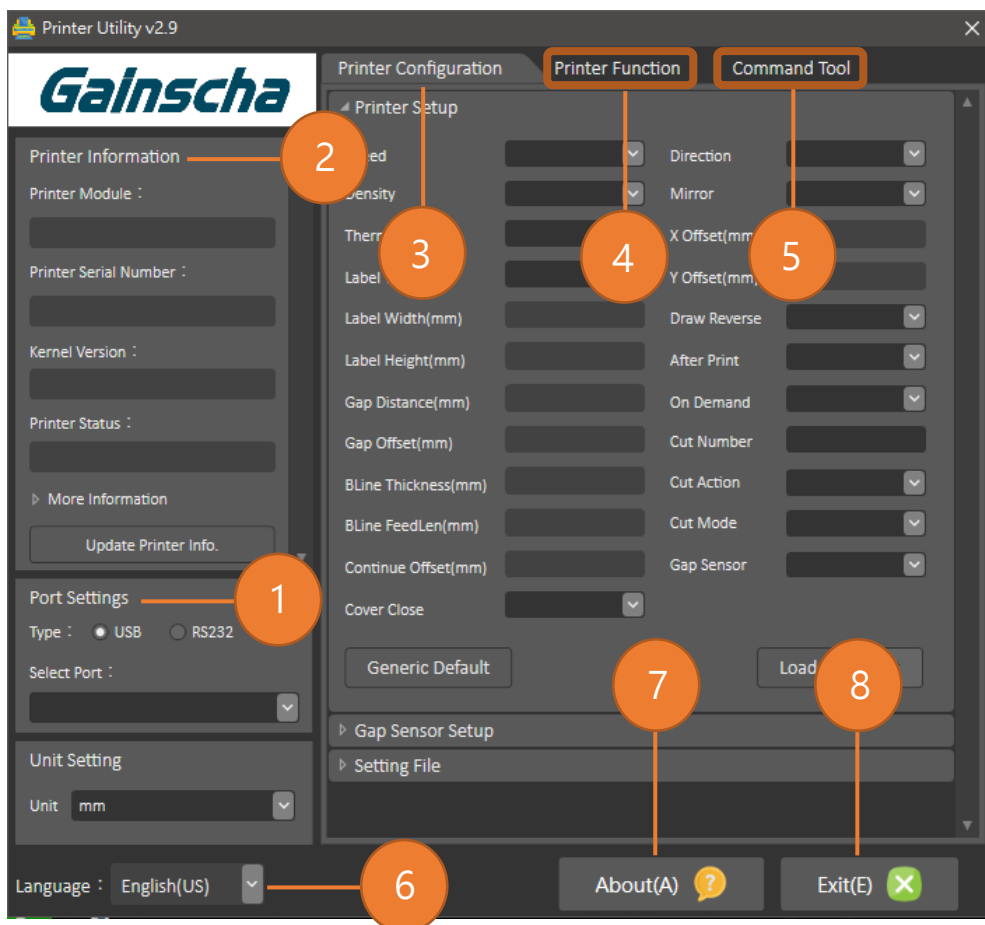 Printer Utility v2.9
Gainscha
Printer Configuration
Printer Function
Command Tool
Printer Setup
Printer Information
2
Printer Module :
Printer Serial Number :
Kernel Version :
Printer Status :
More Information
Update Printer Info.
Port Settings
1
Type : USB RS232
Select Port :
Unit Setting
Unit mm
Direction
Density
Mirror
3
4
5
X Offset(mm
Label
Y Offset(mm)
Label Width(mm)
Draw Reverse
Label Height(mm)
After Print
Gap Distance(mm)
On Demand
Gap Offset(mm)
Cut Number
BLine Thickness(mm)
Cut Action
BLine FeedLen(mm)
Cut Mode
Continue Offset(mm)
Gap Sensor
Cover Close
Generic Default
7
Load
8
Gap Sensor Setup
Setting File
Language : English(US)
6
About(A) ?
Exit(E)